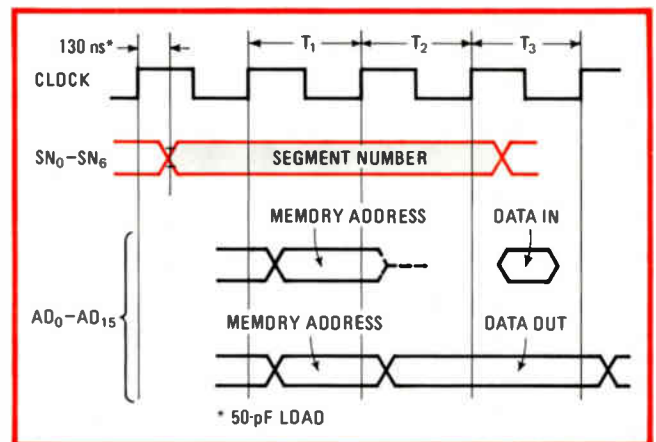 130 ns*
T1
T2
T3
CLOCK
SN0–SN6
SEGMENT NUMBER
MEMORY ADDRESS
DATA IN
AD0–AD15
MEMORY ADDRESS
DATA OUT
* 50-pF LOAD